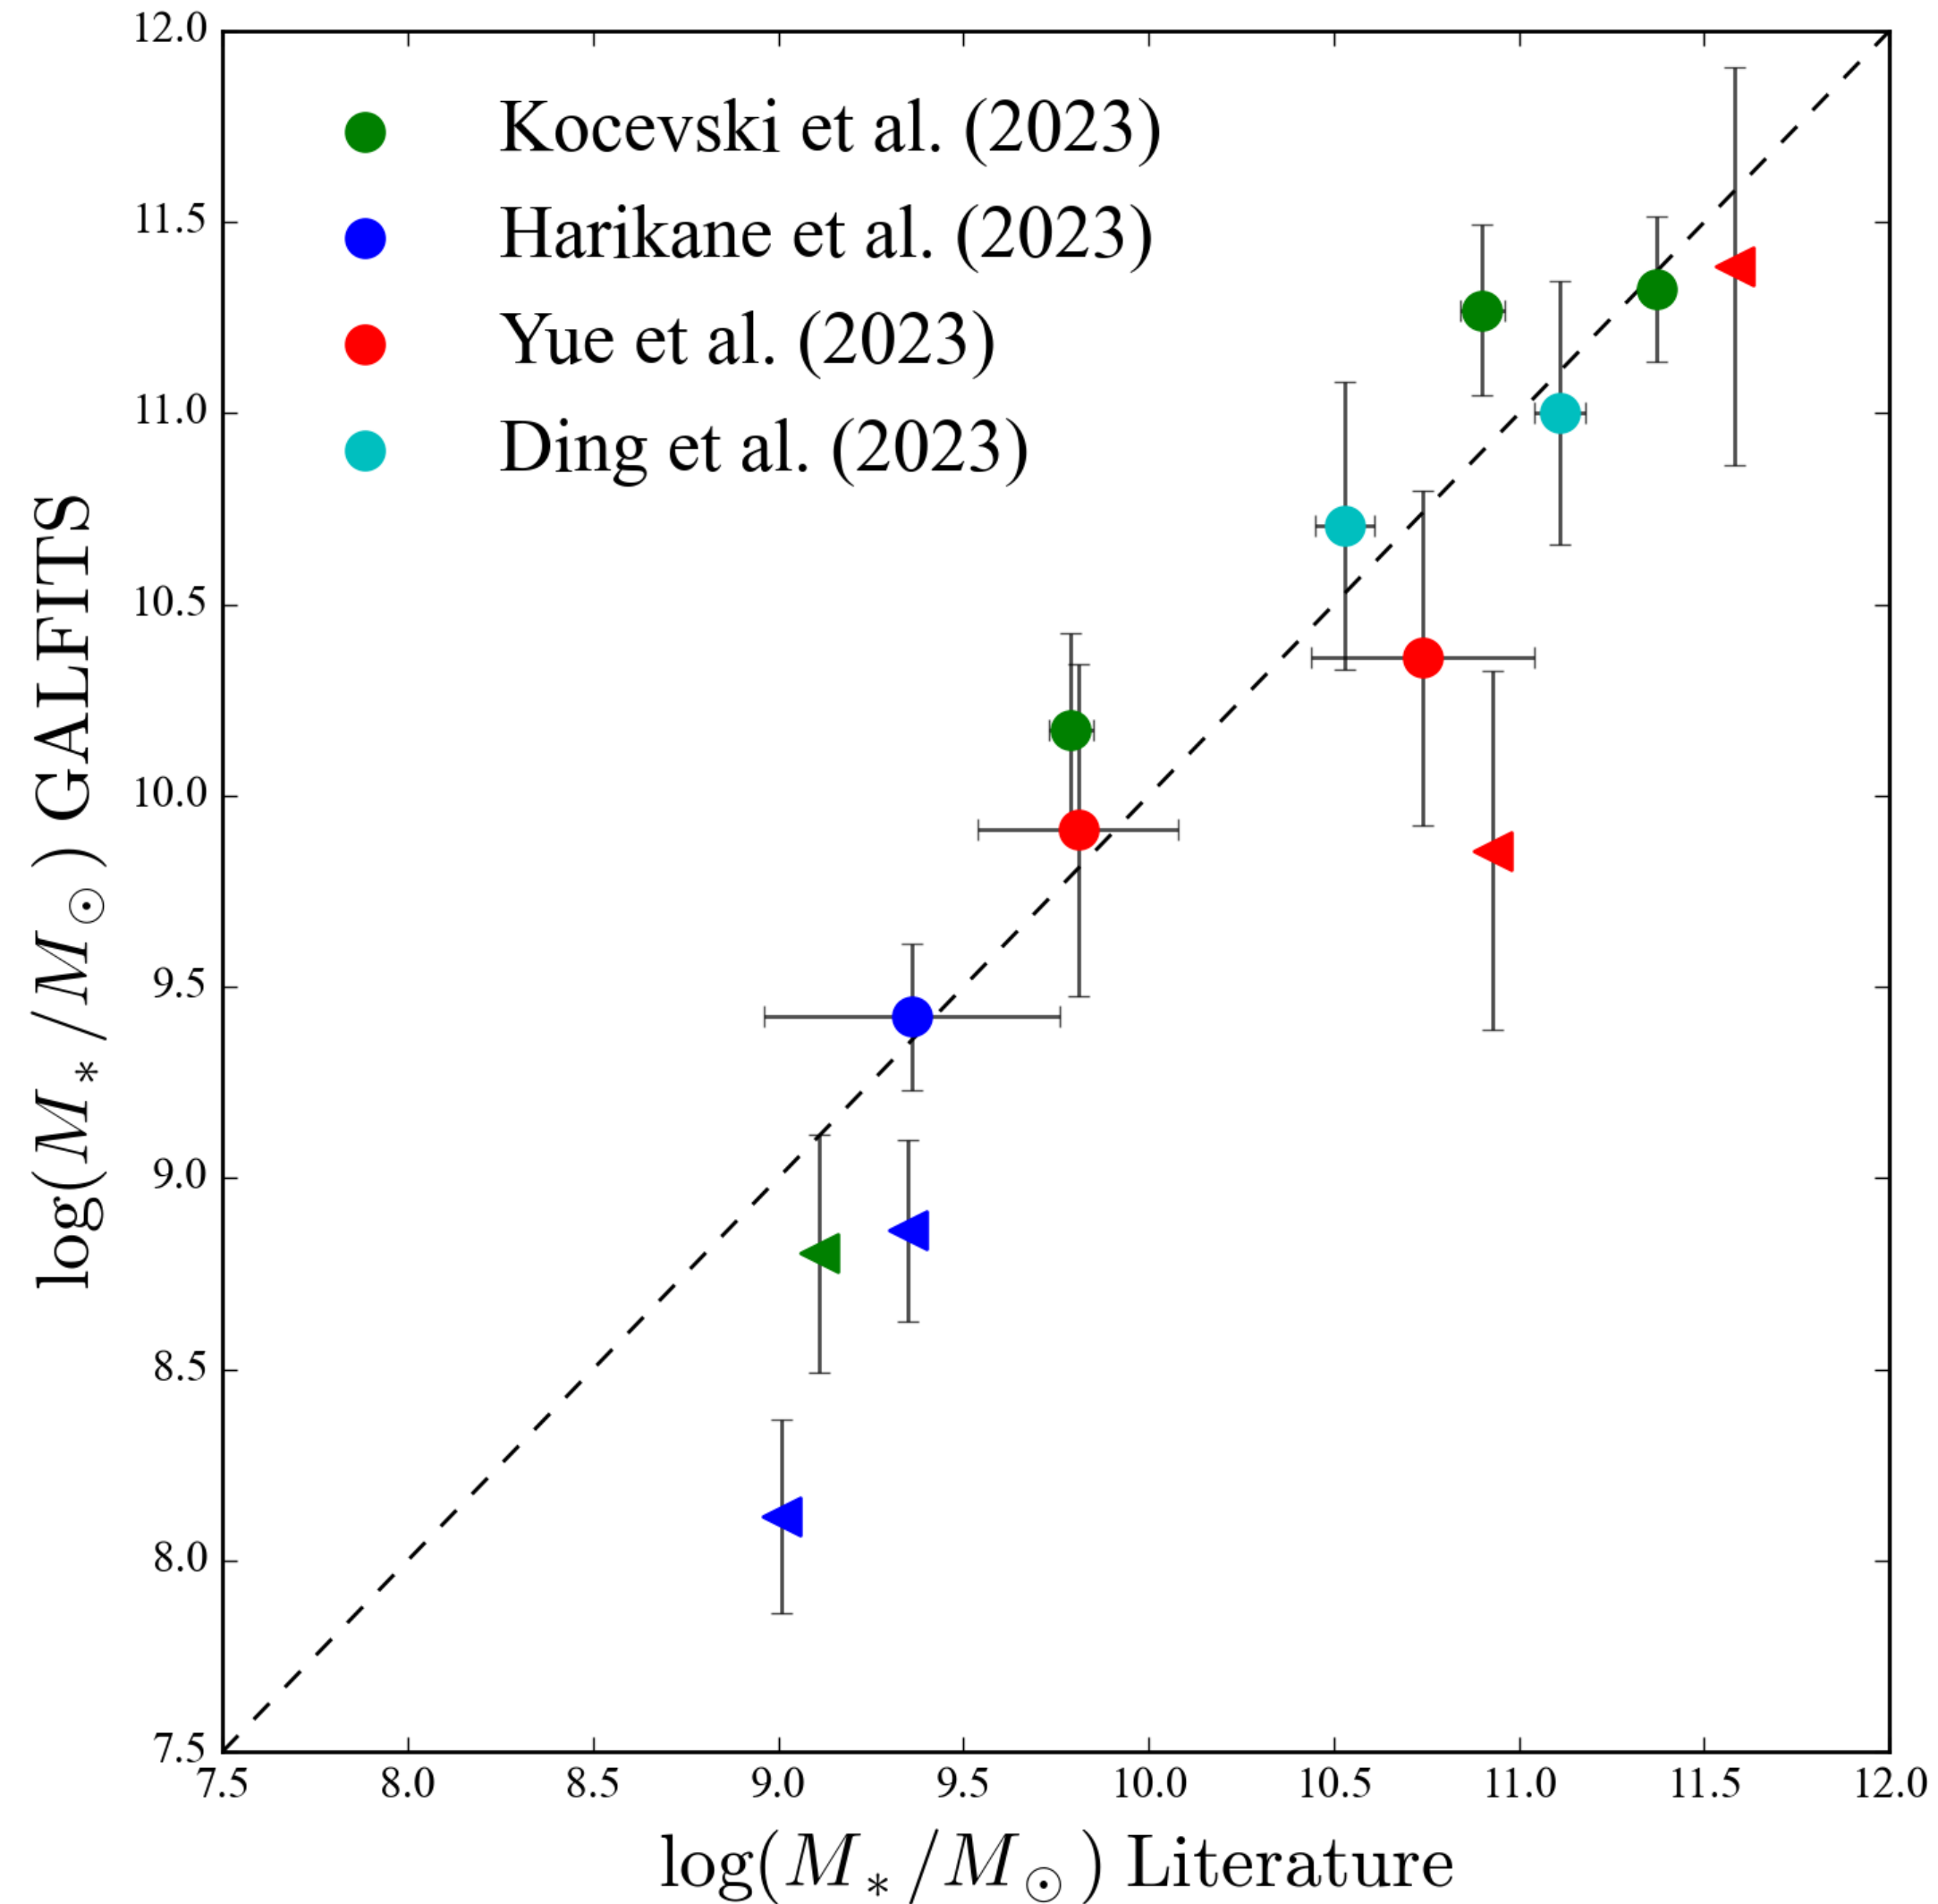 Kocevski et al. (2023)
Harikane et al. (2023)
Yue et al. (2023)
Ding et al. (2023)
log(M∗/M⊙) GALFITS
12.0
11.5
11.0
10.5
10.0
9.5
9.0
8.5
8.0
7.5
7.5 8.0 8.5 9.0 9.5 10.0 10.5 11.0 11.5 12.0
log(M∗/M⊙) Literature